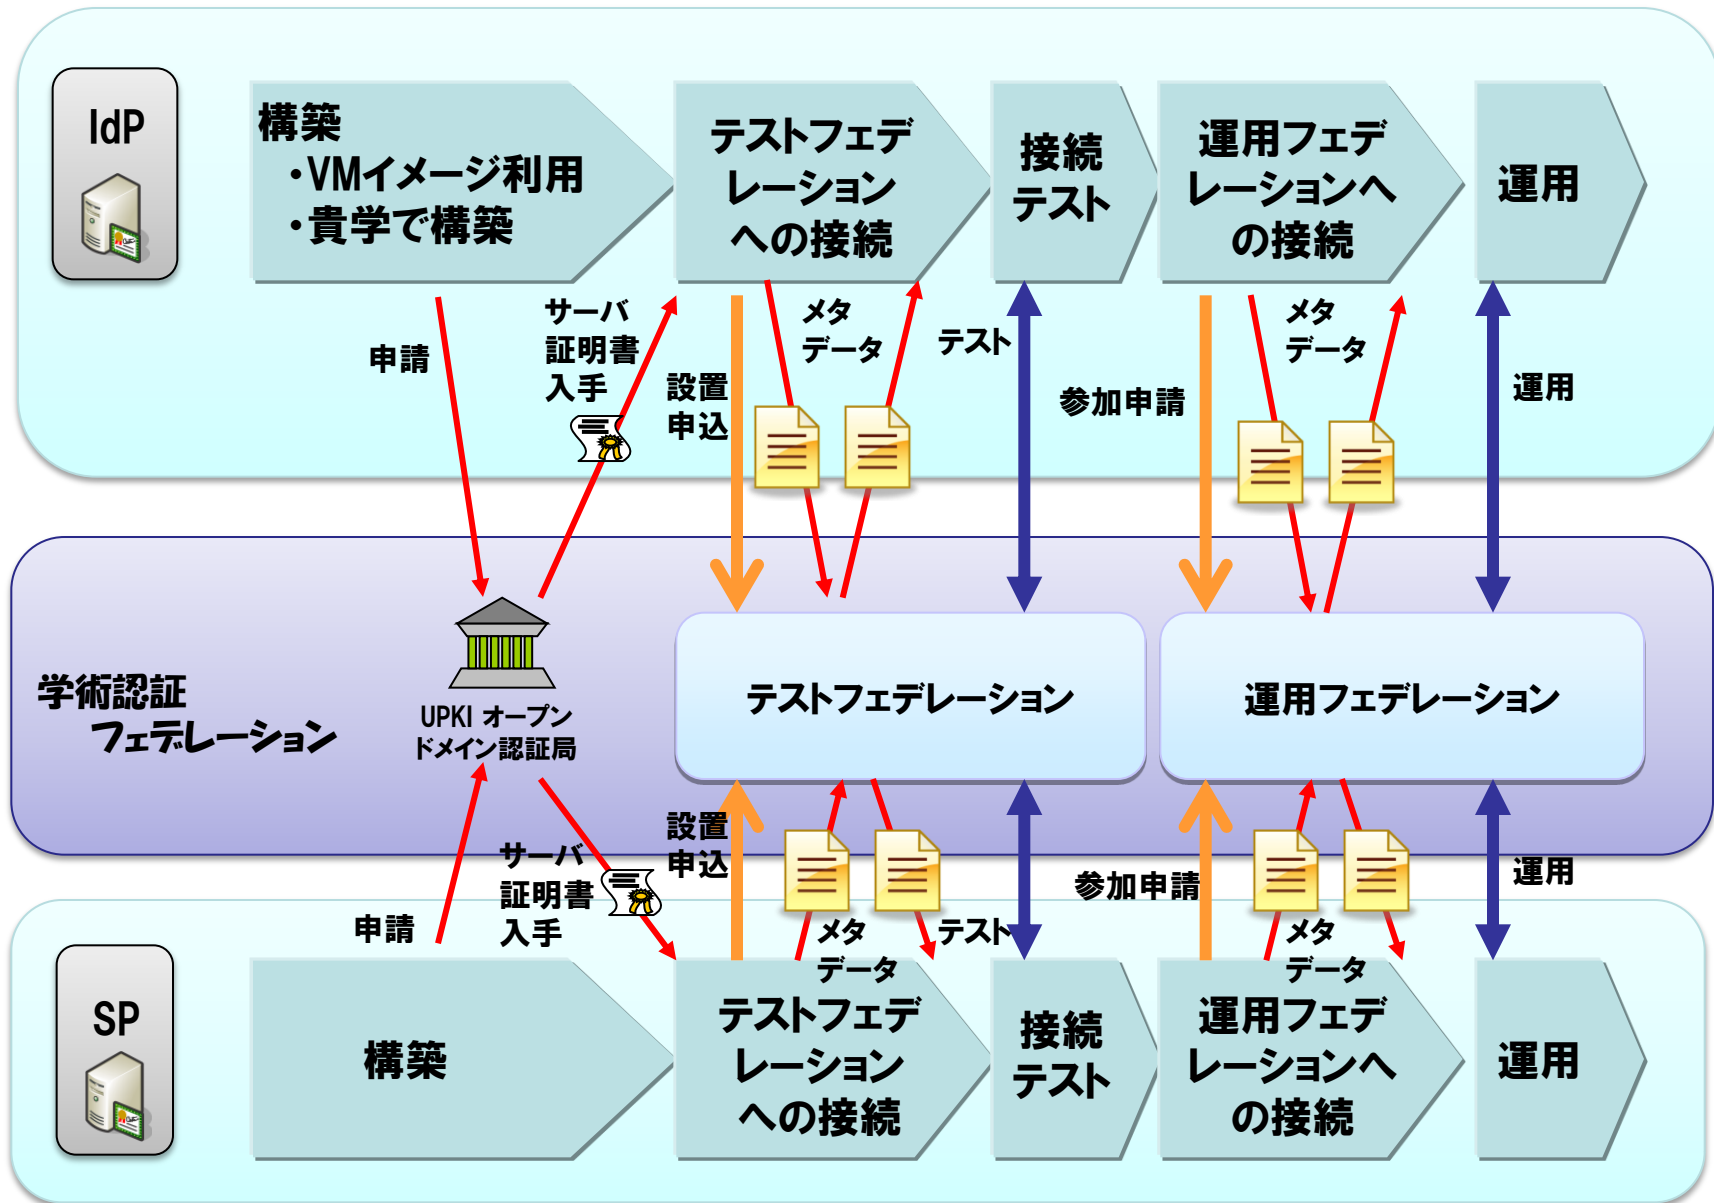 IdP
構築
・VMイメージ利用
・貴学で構築
テストフェデ
レーション
への接続
接続
テスト
運用フェデ
レーションへ
の接続
運用
申請
サーバ
証明書
入手
設置
申込
メタ
データ
テスト
参加申請
メタ
データ
運用
学術認証
フェデレーション
UPKI オープン
ドメイン認証局
テストフェデレーション
運用フェデレーション
申請
サーバ
証明書
入手
設置
申込
メタ
データ
テスト
参加申請
メタ
データ
運用
SP
構築
テストフェデ
レーション
への接続
接続
テスト
運用フェデ
レーションへ
の接続
運用